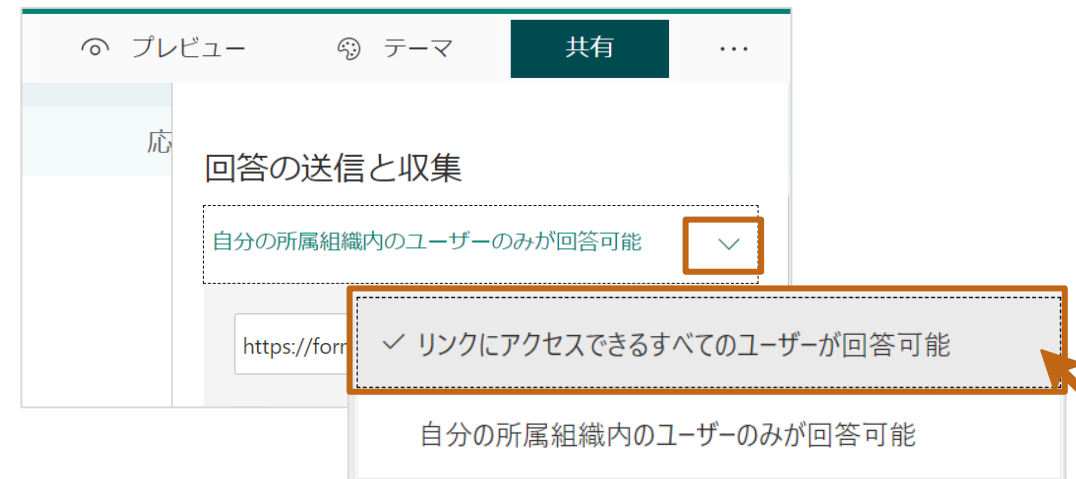 プレビュー テーマ 共有 ...
応
回答の送信と収集
自分の所属組織内のユーザーのみが回答可能
https://forr
リンクにアクセスできるすべてのユーザーが回答可能
自分の所属組織内のユーザーのみが回答可能